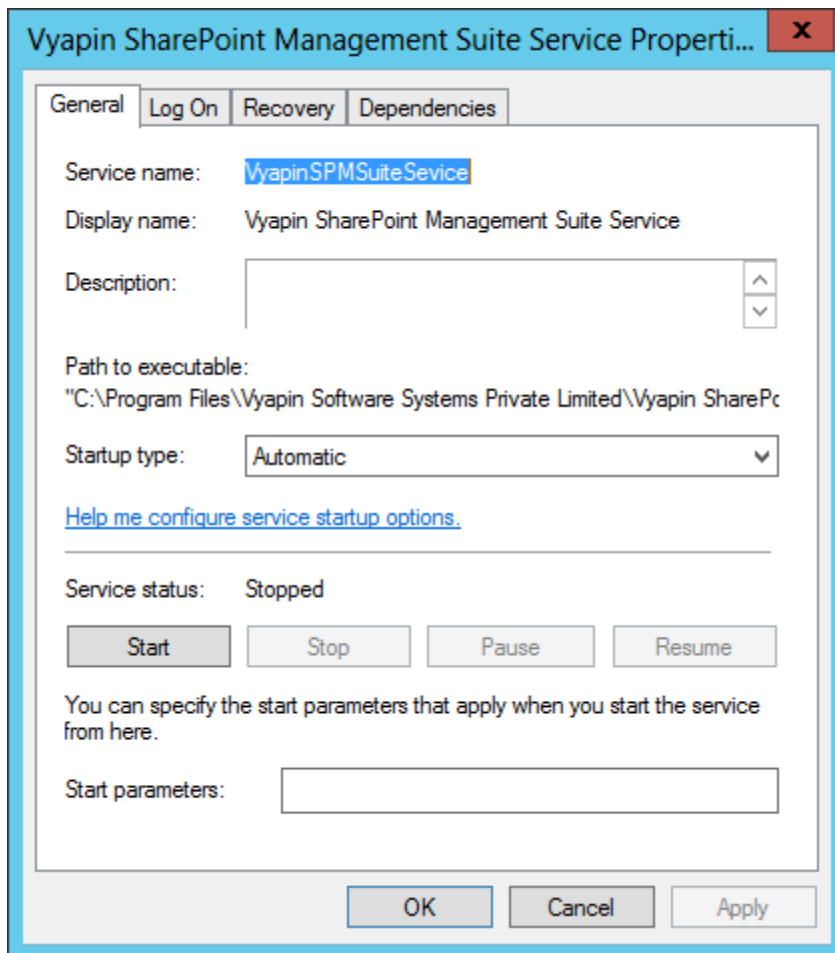 Vyapin SharePoint Management Suite Service Properti...
x
General Log On Recovery Dependencies
Service name: VyapinSPMSuiteSevice
Display name: Vyapin SharePoint Management Suite Service
Description:
Path to executable:
"C:\Program Files\Vyapin Software Systems Private Limited\Vyapin SharePo
Startup type: Automatic
Help me configure service startup options.
Service status: Stopped
Start Stop Pause Resume
You can specify the start parameters that apply when you start the service
from here.
Start parameters:
OK Cancel Apply